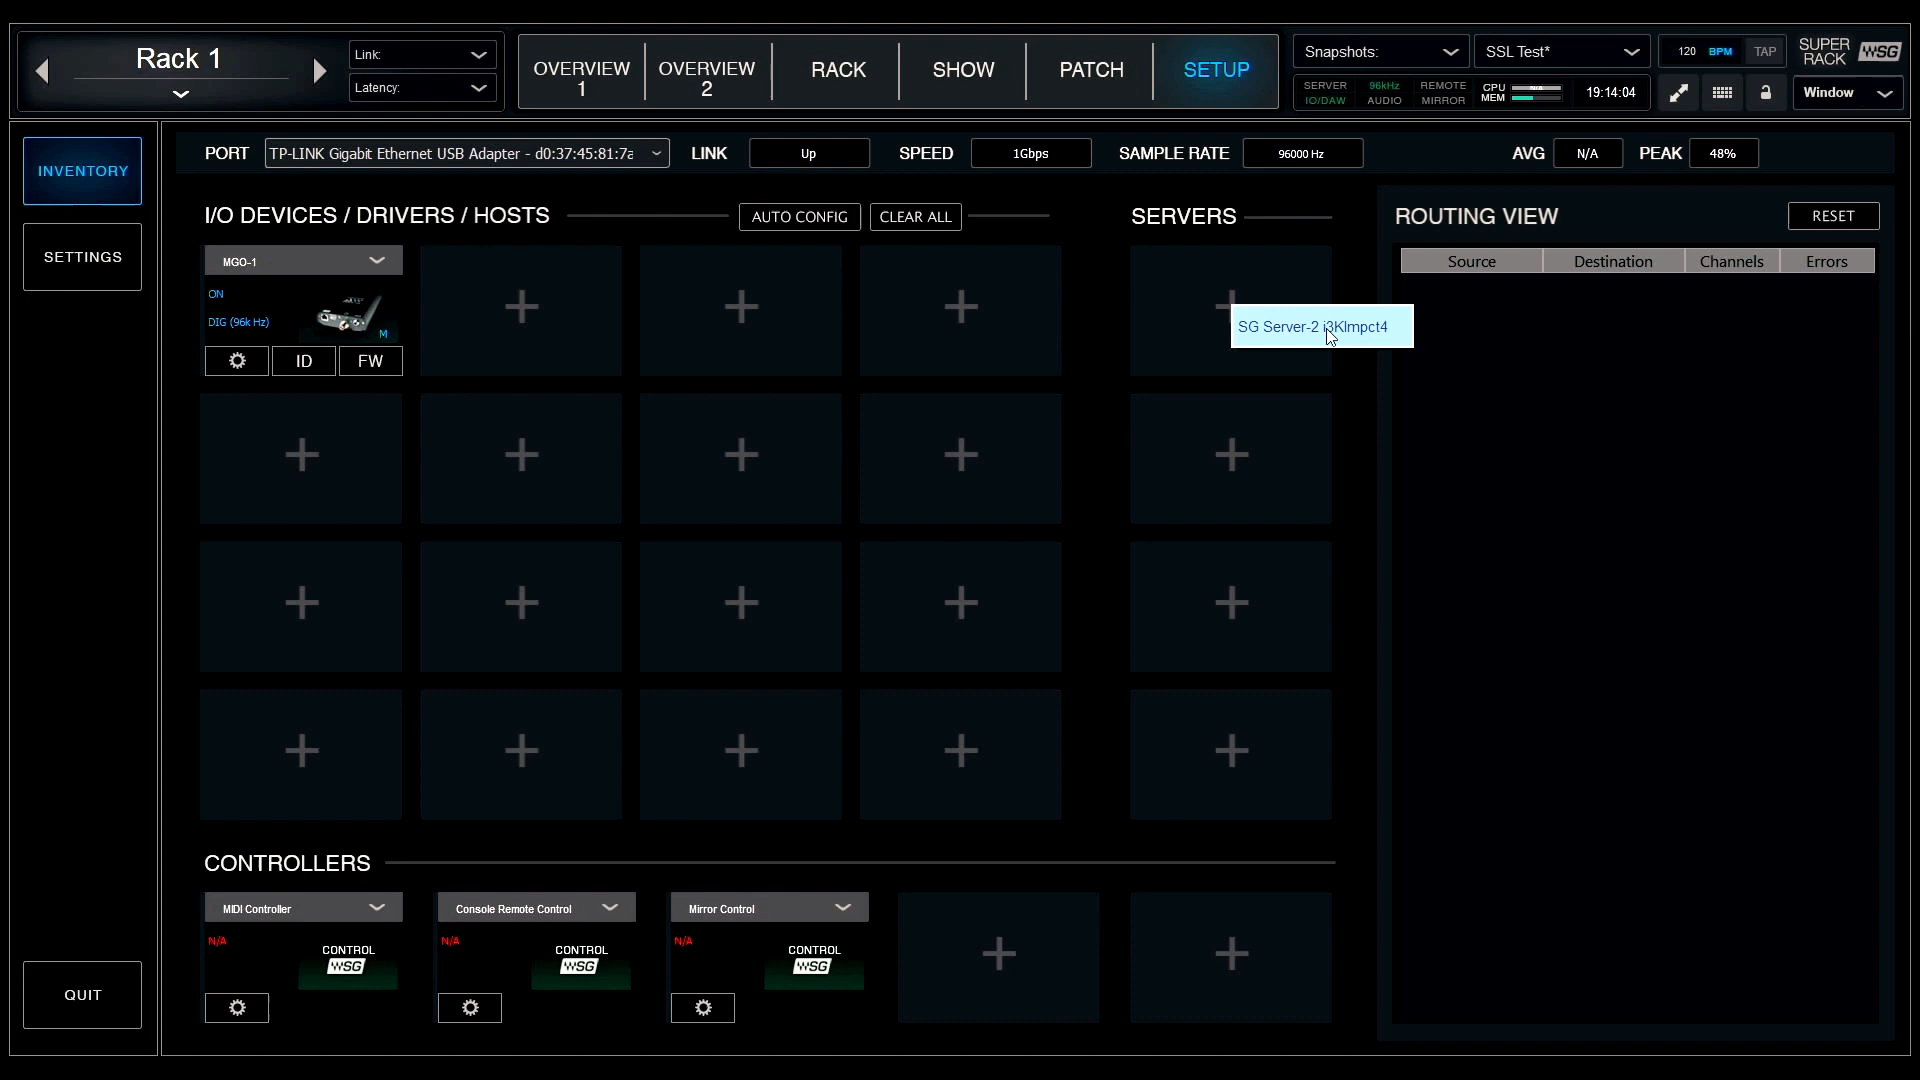 Rack 1
Link:
Latency:
OVERVIEW 1
OVERVIEW 2
RACK
SHOW
PATCH
SETUP
Snapshots:
SSL Test*
120 BPM TAP
SUPER RACK WSG
SERVER IO/DAW
96kHz AUDIO
REMOTE MIRROR
CPU N/A
MEM
19:14:04
Window
INVENTORY
SETTINGS
QUIT
PORT TP-LINK Gigabit Ethernet USB Adapter - d0:37:45:81:7a LINK Up SPEED 1Gbps SAMPLE RATE 96000 Hz AVG N/A PEAK 48%
I/O DEVICES / DRIVERS / HOSTS AUTO CONFIG CLEAR ALL
SERVERS
ROUTING VIEW RESET
Source Destination Channels Errors
MGO-1
ON
DIG (96k Hz)
M
ID FW
SG Server-2 i3KImpct4
CONTROLLERS
MIDI Controller
N/A
CONTROL
WSG
Console Remote Control
N/A
CONTROL
WSG
Mirror Control
N/A
CONTROL
WSG